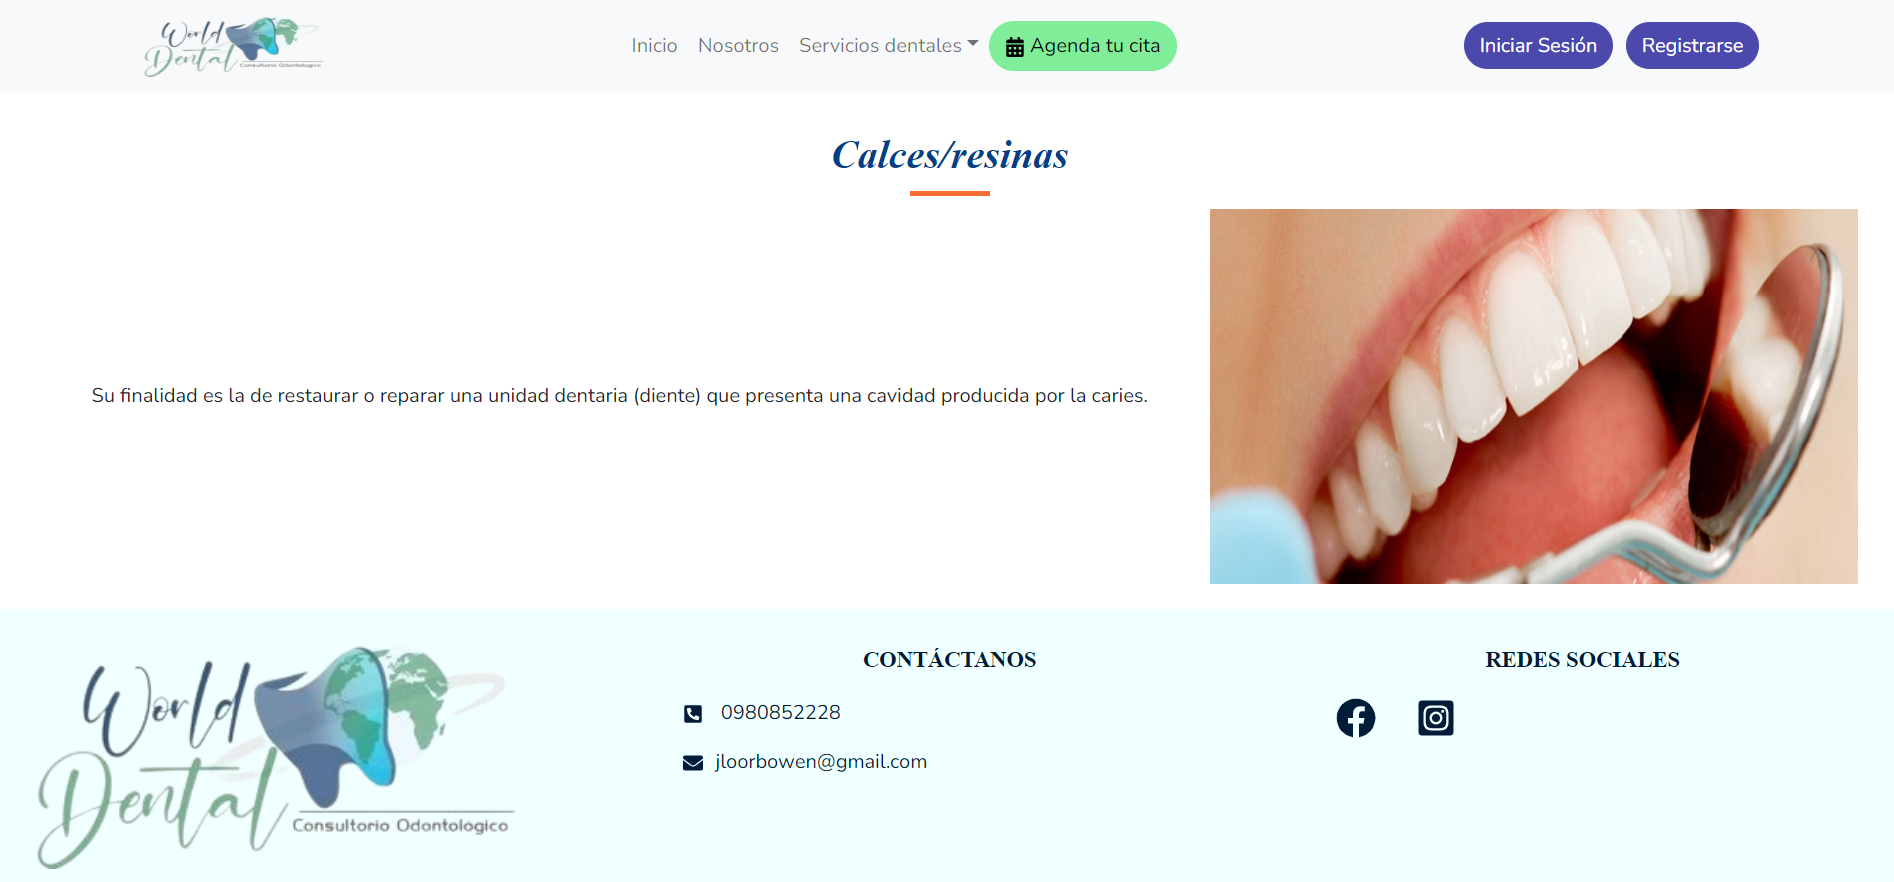 World
Dental
Consultorio Odontologico
Inicio
Nosotros
Servicios dentales
Agenda tu cita
Iniciar Sesión
Registrarse
Calces/resinas
Su finalidad es la de restaurar o reparar una unidad dentaria (diente) que presenta una cavidad producida por la caries.
World
Dental
Consultorio Odontologico
CONTÁCTANOS
0980852228
jloorbowen@gmail.com
REDES SOCIALES